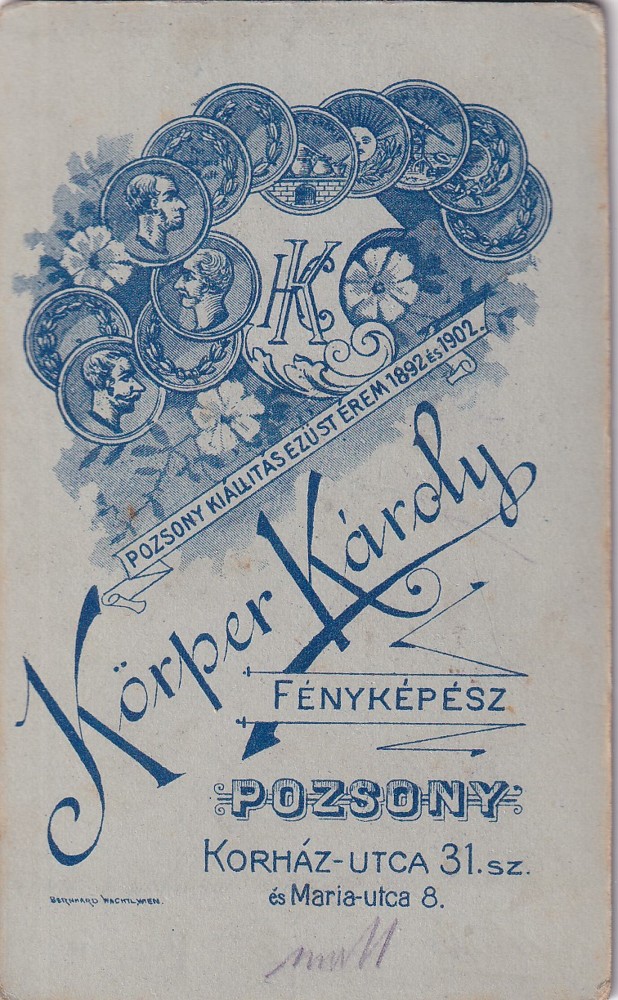 KK
POZSONY KIÁLLITÁS EZÜST ÉREM 1892 és 1902.
Körper Károly
FÉNYKÉPÉSZ
POZSONY
KORHÁZ-UTCA 31.sz.
és Maria-utca 8.
BERNHARD WACHTL, WIEN.
matt